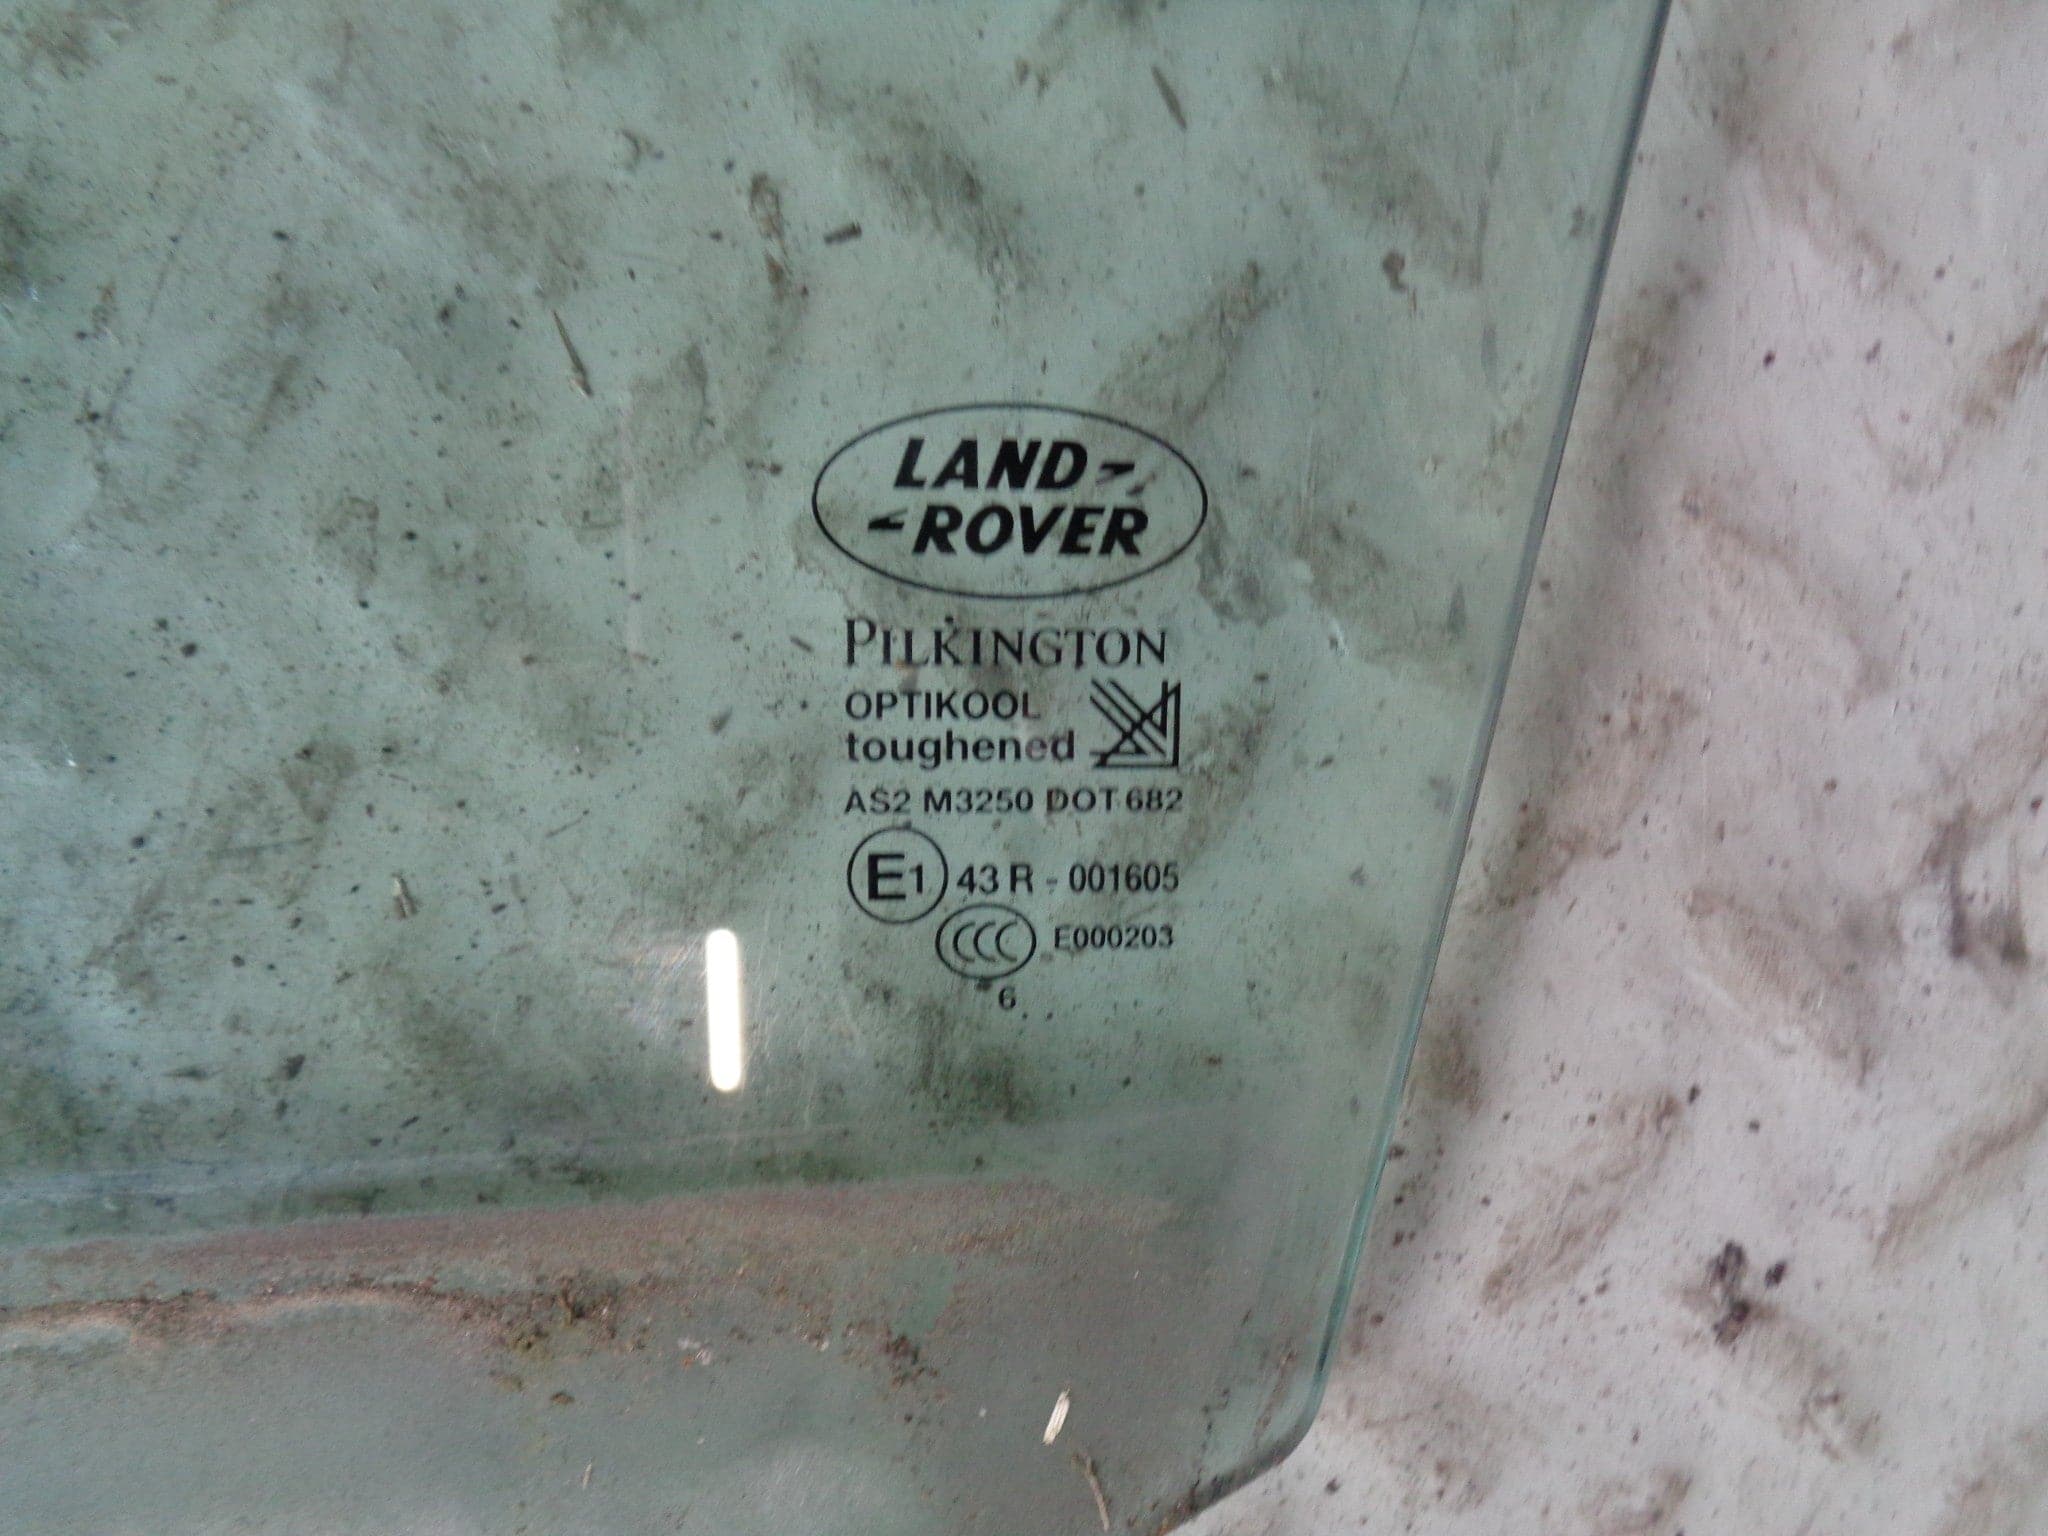 LAND
ROVER
PILKINGTON
OPTIKOOL
toughened
AS2 M3250 DOT 682
E1 43 R - 001605
CCC E000203
6